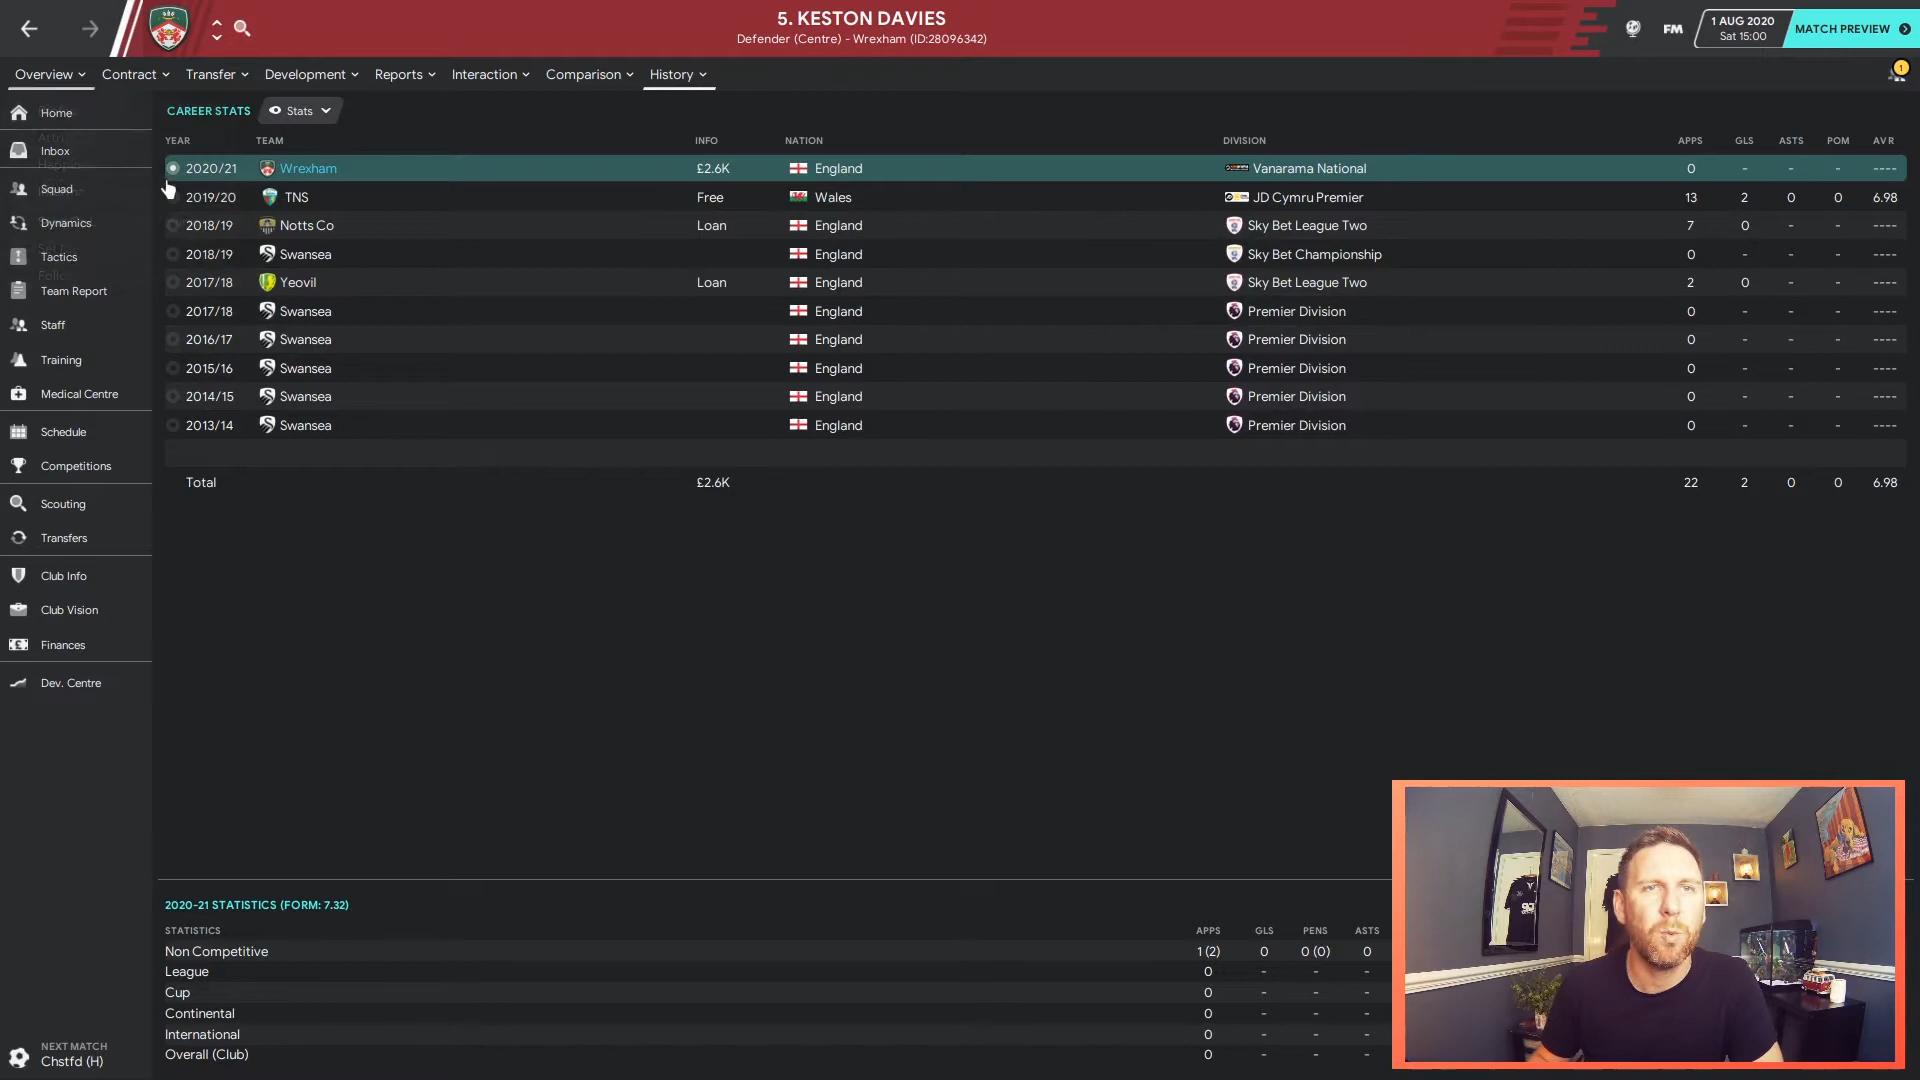 5. KESTON DAVIES
Defender (Centre) - Wrexham (ID:28096342)
FM
1 AUG 2020
Sat 15:00
MATCH PREVIEW
Overview Contract Transfer Development Reports Interaction Comparison History
1
Home
Inbox
Squad
Dynamics
Tactics
Team Report
Staff
Training
Medical Centre
Schedule
Competitions
Scouting
Transfers
Club Info
Club Vision
Finances
Dev. Centre
NEXT MATCH
Chstfd (H)
CAREER STATS Stats
YEAR TEAM INFO NATION DIVISION APPS GLS ASTS POM AV R
2020/21 Wrexham £2.6K England Vanarama National 0 - - - ----
2019/20 TNS Free Wales JD Cymru Premier 13 2 0 0 6.98
2018/19 Notts Co Loan England Sky Bet League Two 7 0 - - ----
2018/19 Swansea England Sky Bet Championship 0 - - - ----
2017/18 Yeovil Loan England Sky Bet League Two 2 0 - - ----
2017/18 Swansea England Premier Division 0 - - - ----
2016/17 Swansea England Premier Division 0 - - - ----
2015/16 Swansea England Premier Division 0 - - - ----
2014/15 Swansea England Premier Division 0 - - - ----
2013/14 Swansea England Premier Division 0 - - - ----
Total £2.6K 22 2 0 0 6.98
2020-21 STATISTICS (FORM: 7.32)
STATISTICS APPS GLS PENS ASTS
Non Competitive 1 (2) 0 0 (0) 0
League 0 - - -
Cup 0 - - -
Continental 0 - - -
International 0 - - -
Overall (Club) 0 - - -